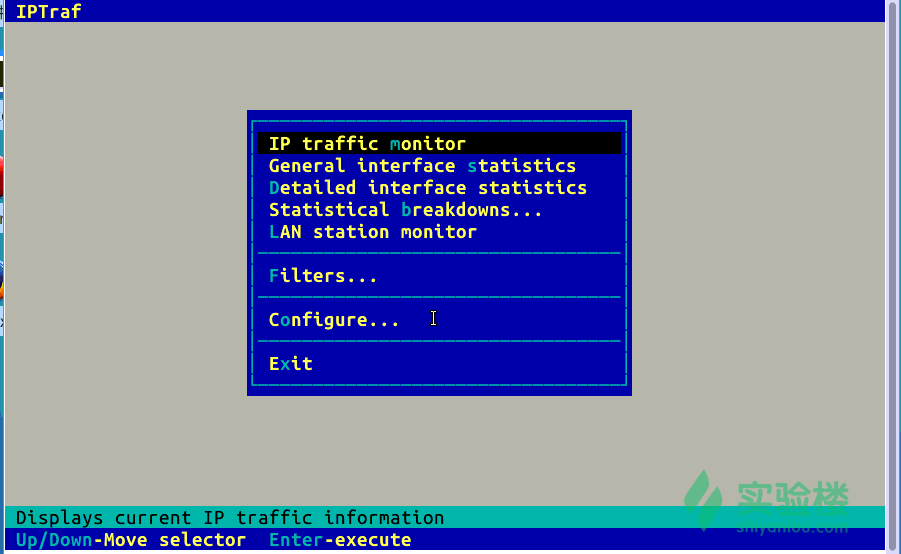 IPTraf
IP traffic monitor
General interface statistics
Detailed interface statistics
Statistical breakdowns...
LAN station monitor
Filters...
Configure...
Exit
实验楼
shiyanlou.com
Displays current IP traffic information
Up/Down-Move selector  Enter-execute